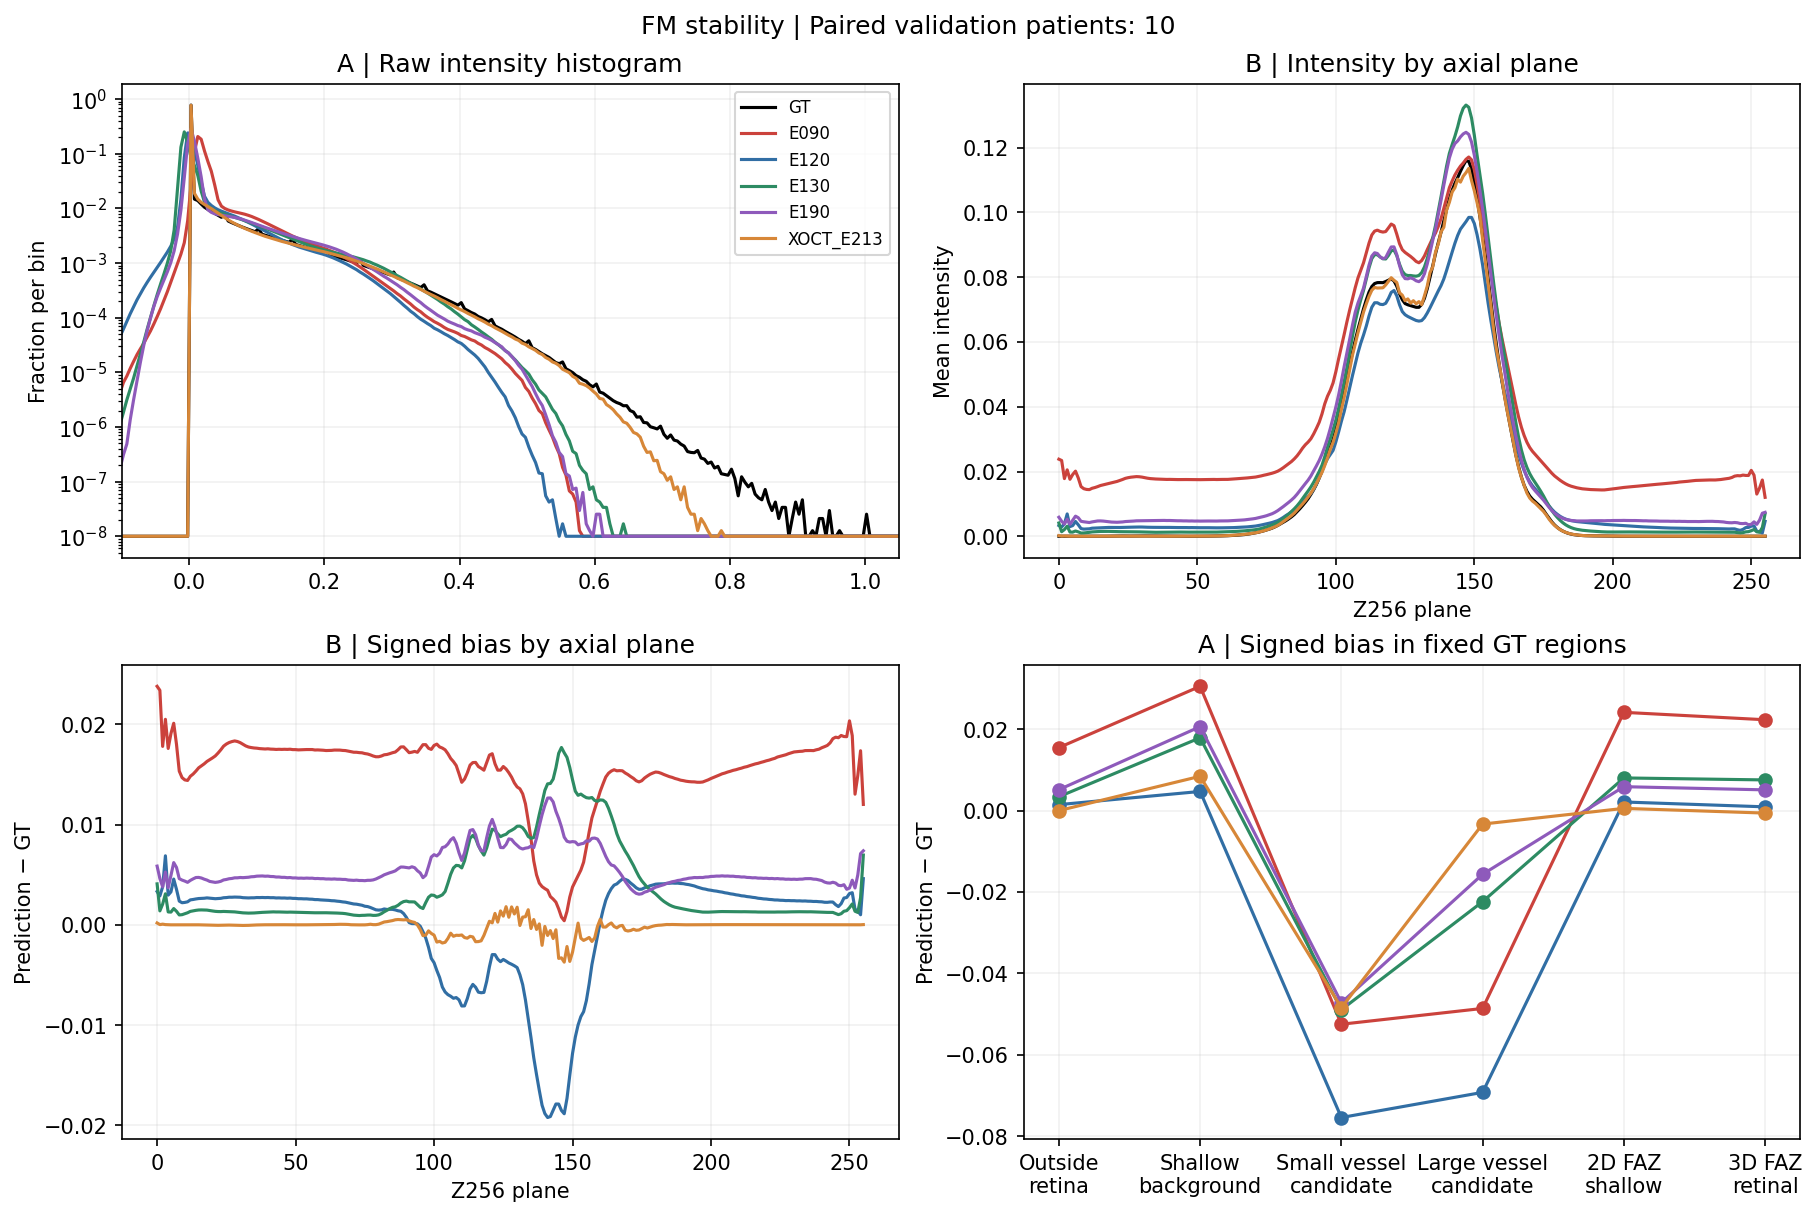 FM stability | Paired validation patients: 10
A | Raw intensity histogram
Fraction per bin
10⁰
10⁻¹
10⁻²
10⁻³
10⁻⁴
10⁻⁵
10⁻⁶
10⁻⁷
10⁻⁸
0.0 0.2 0.4 0.6 0.8 1.0
GT
E090
E120
E130
E190
XOCT_E213
B | Intensity by axial plane
Mean intensity
0.12
0.10
0.08
0.06
0.04
0.02
0.00
0 50 100 150 200 250
Z256 plane
B | Signed bias by axial plane
Prediction − GT
0.02
0.01
0.00
−0.01
−0.02
0 50 100 150 200 250
Z256 plane
A | Signed bias in fixed GT regions
Prediction − GT
0.02
0.00
−0.02
−0.04
−0.06
−0.08
Outside Shallow Small vessel Large vessel 2D FAZ 3D FAZ
retina background candidate candidate shallow retinal